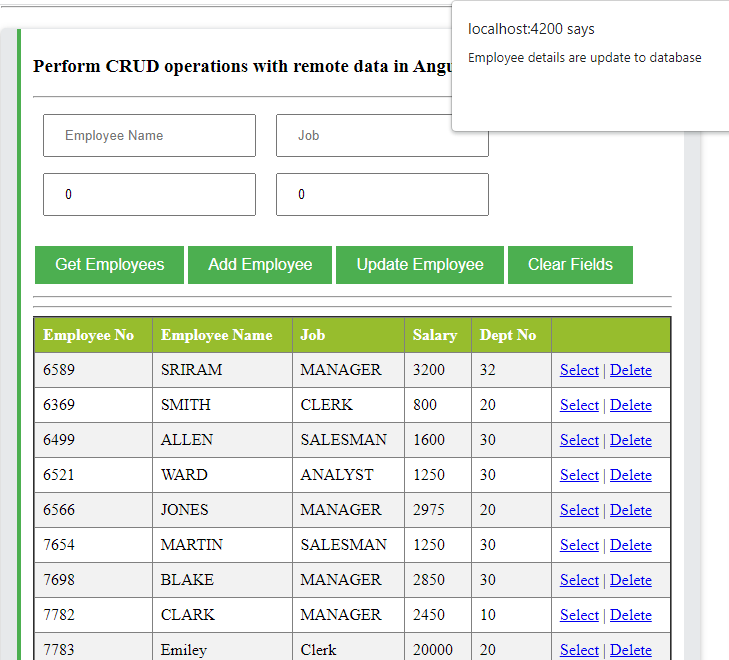 localhost:4200 says
Employee details are update to database
Perform CRUD operations with remote data in Angu
Employee Name Job
0 0
Get Employees Add Employee Update Employee Clear Fields
Employee No Employee Name Job Salary Dept No
6589 SRIRAM MANAGER 3200 32 Select | Delete
6369 SMITH CLERK 800 20 Select | Delete
6499 ALLEN SALESMAN 1600 30 Select | Delete
6521 WARD ANALYST 1250 30 Select | Delete
6566 JONES MANAGER 2975 20 Select | Delete
7654 MARTIN SALESMAN 1250 30 Select | Delete
7698 BLAKE MANAGER 2850 30 Select | Delete
7782 CLARK MANAGER 2450 10 Select | Delete
7783 Emiley Clerk 20000 20 Select | Delete